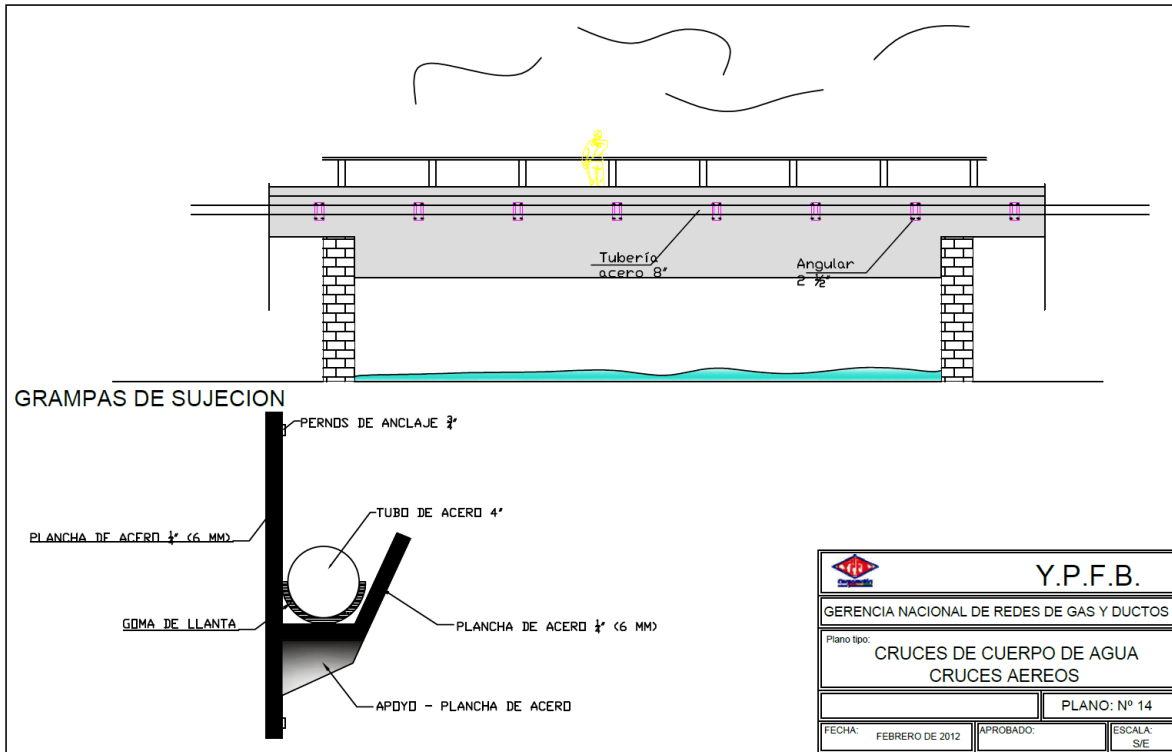 Tubería
acero 8"
Angular
2 ½"
GRAMPAS DE SUJECION
PERNOS DE ANCLAJE ¾"
TUBO DE ACERO 4"
PLANCHA DE ACERO ¼" (6 MM)
GOMA DE LLANTA
PLANCHA DE ACERO ¼" (6 MM)
APOYO - PLANCHA DE ACERO
Y.P.F.B.
GERENCIA NACIONAL DE REDES DE GAS Y DUCTOS
Plano tipo:
CRUCES DE CUERPO DE AGUA
CRUCES AEREOS
PLANO: Nº 14
FECHA: FEBRERO DE 2012
APROBADO:
ESCALA:
S/E